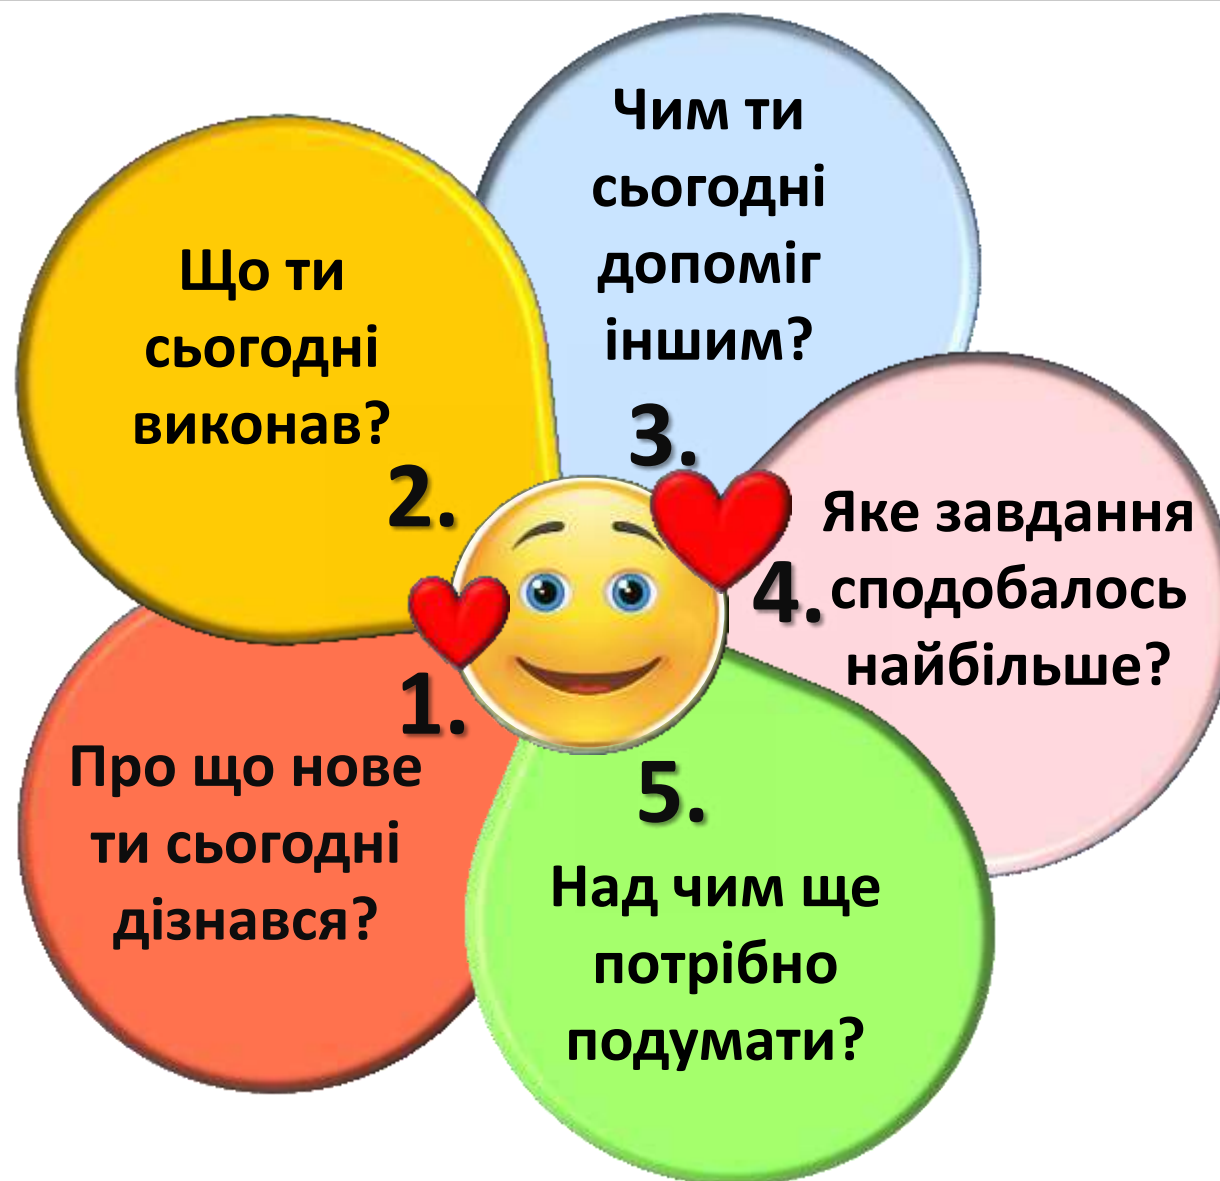 1.
Про що нове
ти сьогодні
дізнався?
2.
Що ти
сьогодні
виконав?
3.
Чим ти
сьогодні
допоміг
іншим?
4.
Яке завдання
сподобалось
найбільше?
5.
Над чим ще
потрібно
подумати?